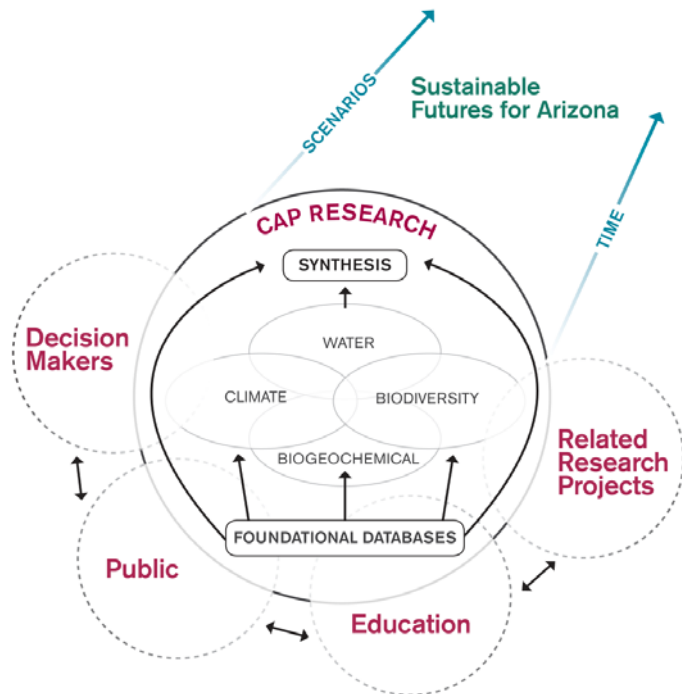 SCENARIOS
Sustainable
Futures for Arizona
TIME
CAP RESEARCH
SYNTHESIS
Decision
Makers
WATER
CLIMATE
BIODIVERSITY
BIOGEOCHEMICAL
Related
Research
Projects
FOUNDATIONAL DATABASES
Public
Education